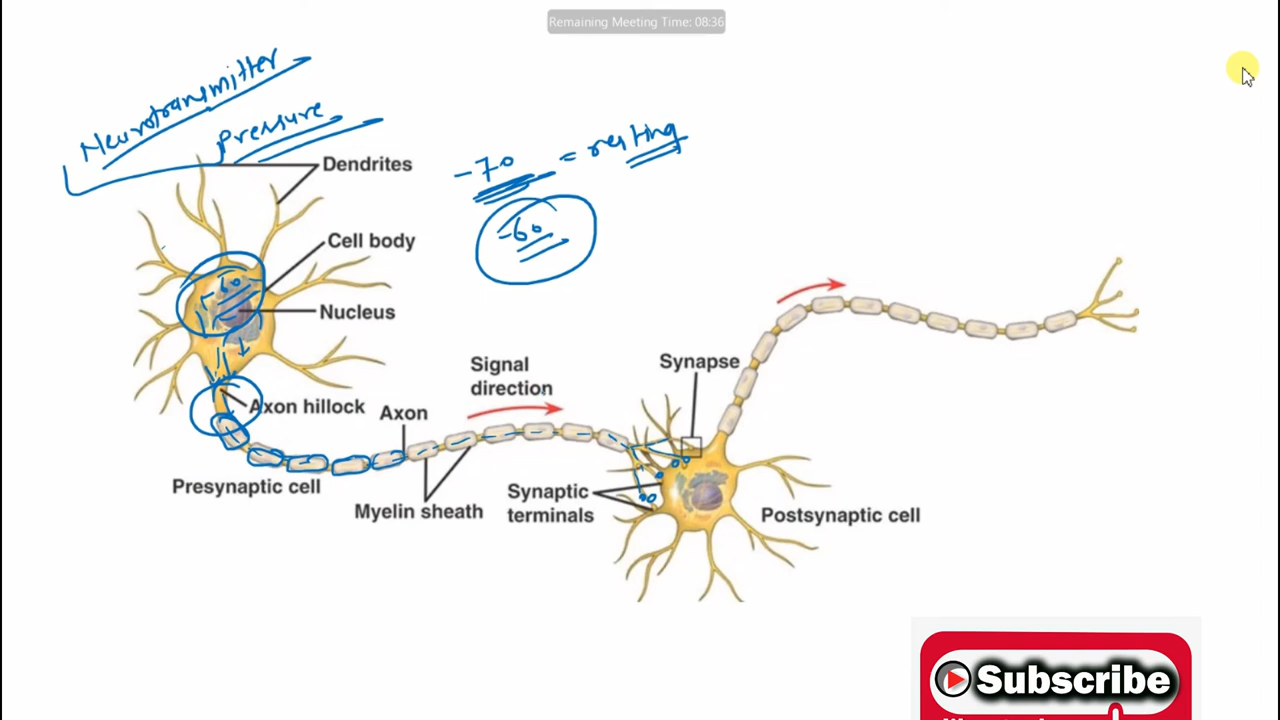 Remaining Meeting Time: 08:36
Neurotransmitter
Pressure
-70 = resting
-60
Dendrites
Cell body
-60
Nucleus
Axon hillock
Axon
Signal
direction
Synapse
Presynaptic cell
Myelin sheath
Synaptic
terminals
Postsynaptic cell
Subscribe